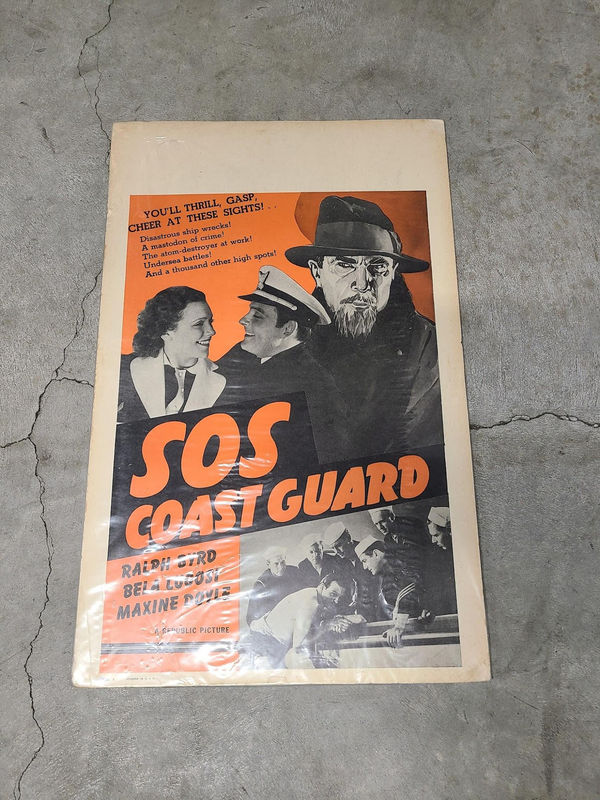 YOU'LL THRILL, GASP,
CHEER AT THESE SIGHTS! . .
Disastrous ship wrecks!
A mastodon of crime!
The atom-destroyer at work!
Undersea battles!
And a thousand other high spots!
SOS
COAST GUARD
RALPH BYRD
BELA LUGOSI
MAXINE DOYLE
A REPUBLIC PICTURE